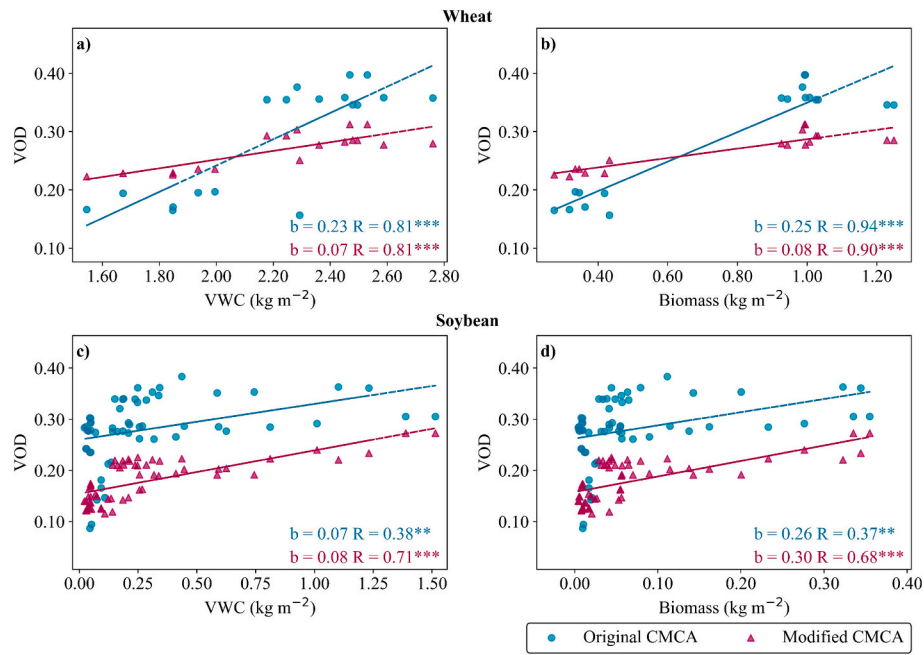 Wheat
a)
VOD
0.40
0.30
0.20
0.10
b = 0.23 R = 0.81***
b = 0.07 R = 0.81***
1.60 1.80 2.00 2.20 2.40 2.60 2.80
VWC (kg m⁻²)
b)
VOD
0.40
0.30
0.20
0.10
b = 0.25 R = 0.94***
b = 0.08 R = 0.90***
0.40 0.60 0.80 1.00 1.20
Biomass (kg m⁻²)
Soybean
c)
VOD
0.40
0.30
0.20
0.10
b = 0.07 R = 0.38**
b = 0.08 R = 0.71***
0.00 0.25 0.50 0.75 1.00 1.25 1.50
VWC (kg m⁻²)
d)
VOD
0.40
0.30
0.20
0.10
b = 0.26 R = 0.37**
b = 0.30 R = 0.68***
0.00 0.10 0.20 0.30 0.40
Biomass (kg m⁻²)
Original CMCA Modified CMCA